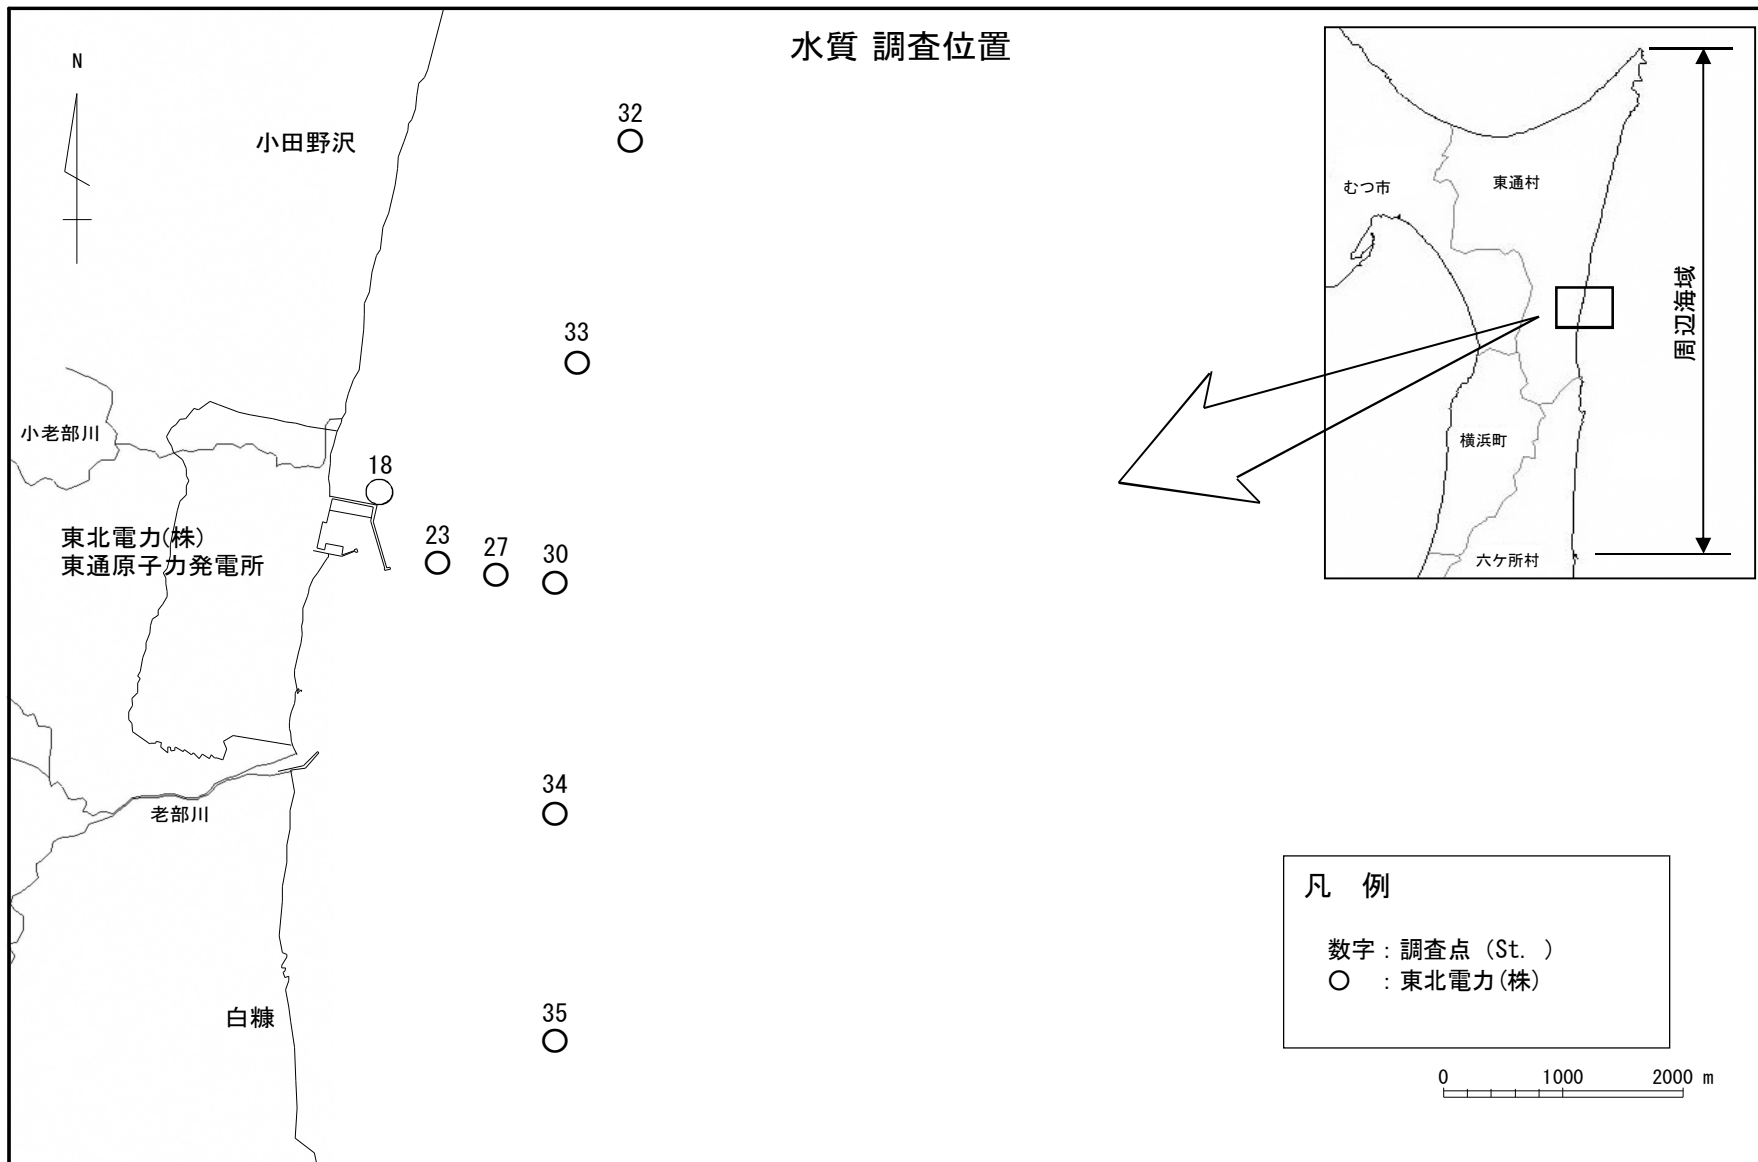 水質 調査位置
N
小田野沢
32
33
小老部川
18
東北電力(株)
東通原子力発電所
23
27
30
34
老部川
35
白糠
むつ市
東通村
周辺海域
横浜町
六ケ所村
凡 例
数字：調査点（St. ）
○ ：東北電力(株)
0 1000 2000 m